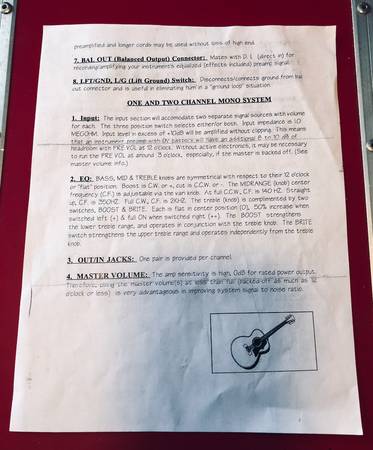 preamplified and longer cords may be used without loss of high end.
7. BAL OUT (Balanced Output) Connector: Mates with D.I. (direct in) for
recording/amplifying your instrument's equalized (effects included) preamp signal.
8. LFT/GND, L/G (Lift Ground) Switch: Disconnects/connects ground from bal
out connector and is useful in eliminating hum in a "ground loop" situation.
ONE AND TWO CHANNEL MONO SYSTEM
1. Input: The input section will accomodate two separate signal sources with volume
for each. The three position switch selects either/or both. Input impedance is 1.0
MEGOHM. Input level in excess of +10dB will be amplified without clipping. This means
that an instrument preamp with 9V battery will have an additional 8 to 10 dB of
headroom with PRE VOL at 12 o'clock. Without active electronics, it may be necessary
to run the PRE VOL at around 3 o'clock, especially, if the master is backed off. (See
master volume info.)
2. EQ: BASS, MID & TREBLE knobs are symmetrical with respect to their 12 o'clock
or "flat" position. Boost is C.W. or +, cut is C.C.W. or -. The MIDRANGE (knob) center
frequency (C.F.) is adjustable via the vari knob. At full C.C.W., C.F. is 140 HZ. Straight
up, C.F. is 350HZ. Full C.W., C.F. is 2KHZ. The treble (knob) is complimented by two
switches, BOOST & BRITE. Each is flat in center position (0), 50% increase when
switched left (+) & full ON when switched right (++). The BOOST strengthens
the lower treble range, and operates in conjunction with the treble knob. The BRITE
switch strengthens the upper treble range and operates independently from the treble
knob.
3. OUT/IN JACKS: One pair is provided per channel.
4. MASTER VOLUME: The amp sensitivity is high, 0dB for rated power output.
Therefore, using the master volume(s) at less than full (backed-off as much as 12
o'clock or less) is very advantageous in improving system signal to noise ratio.